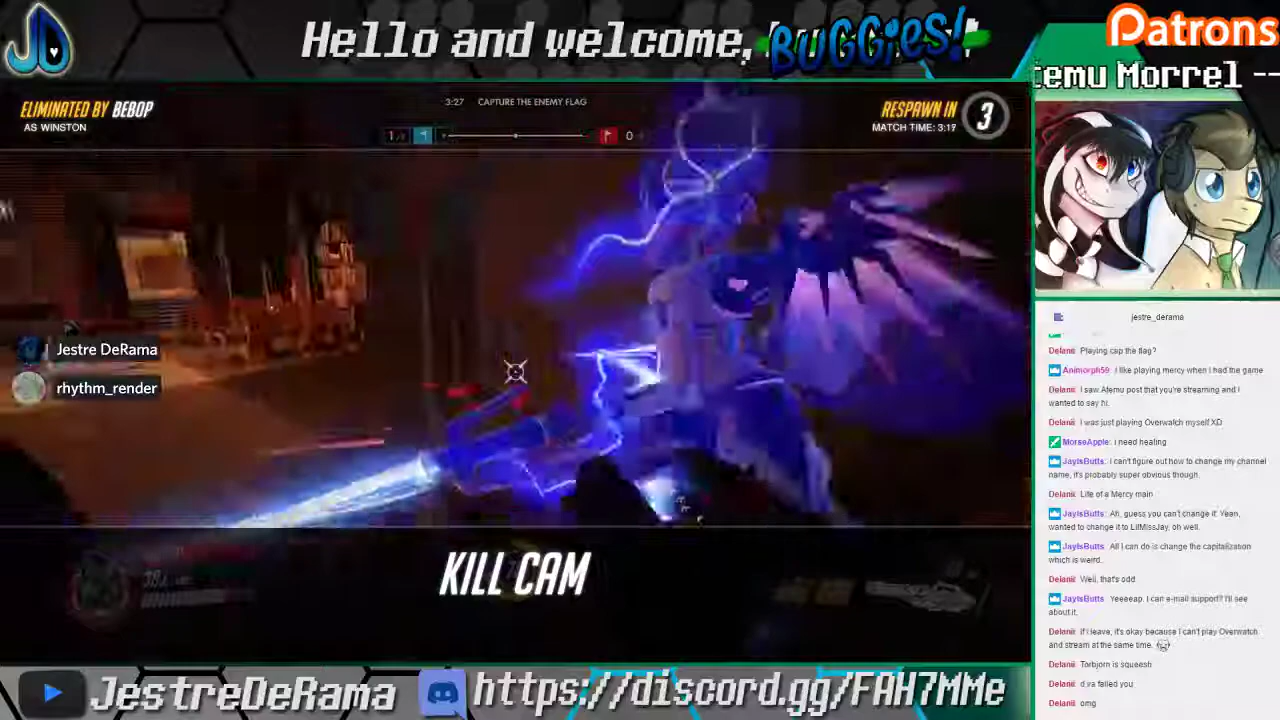 Hello and welcome, BUGGIES!
Patrons
temu Morrel --
ELIMINATED BY BEBOP
AS WINSTON
3:27 CAPTURE THE ENEMY FLAG
0
RESPAWN IN 3
MATCH TIME: 3:17
Jestre DeRama
rhythm_render
KILL CAM
jestre_derama
Delanii: Playing cap the flag?
Animorph59: I like playing mercy when I had the game
Delanii: I saw Atemu post that you're streaming and I
wanted to say hi.
Delanii: I was just playing Overwatch myself XD
MorseApple: i need healing
JayIsButts: I can't figure out how to change my channel
name, it's probably super obvious though.
Delanii: Life of a Mercy main
JayIsButts: Ah, guess you can't change it. Yeah,
wanted to change it to LilMissJay, oh well.
JayIsButts: All I can do is change the capitalization
which is weird.
Delanii: Well, that's odd
JayIsButts: Yeeeeap. I can e-mail support!! I'll see
about it.
Delanii: If I leave, it's okay because I can't play Overwatch
and stream at the same time.
Delanii: Torbjorn is squeesh
Delanii: d.va failed you
Delanii: omg
JestreDeRama
https://discord.gg/FAH7MMe